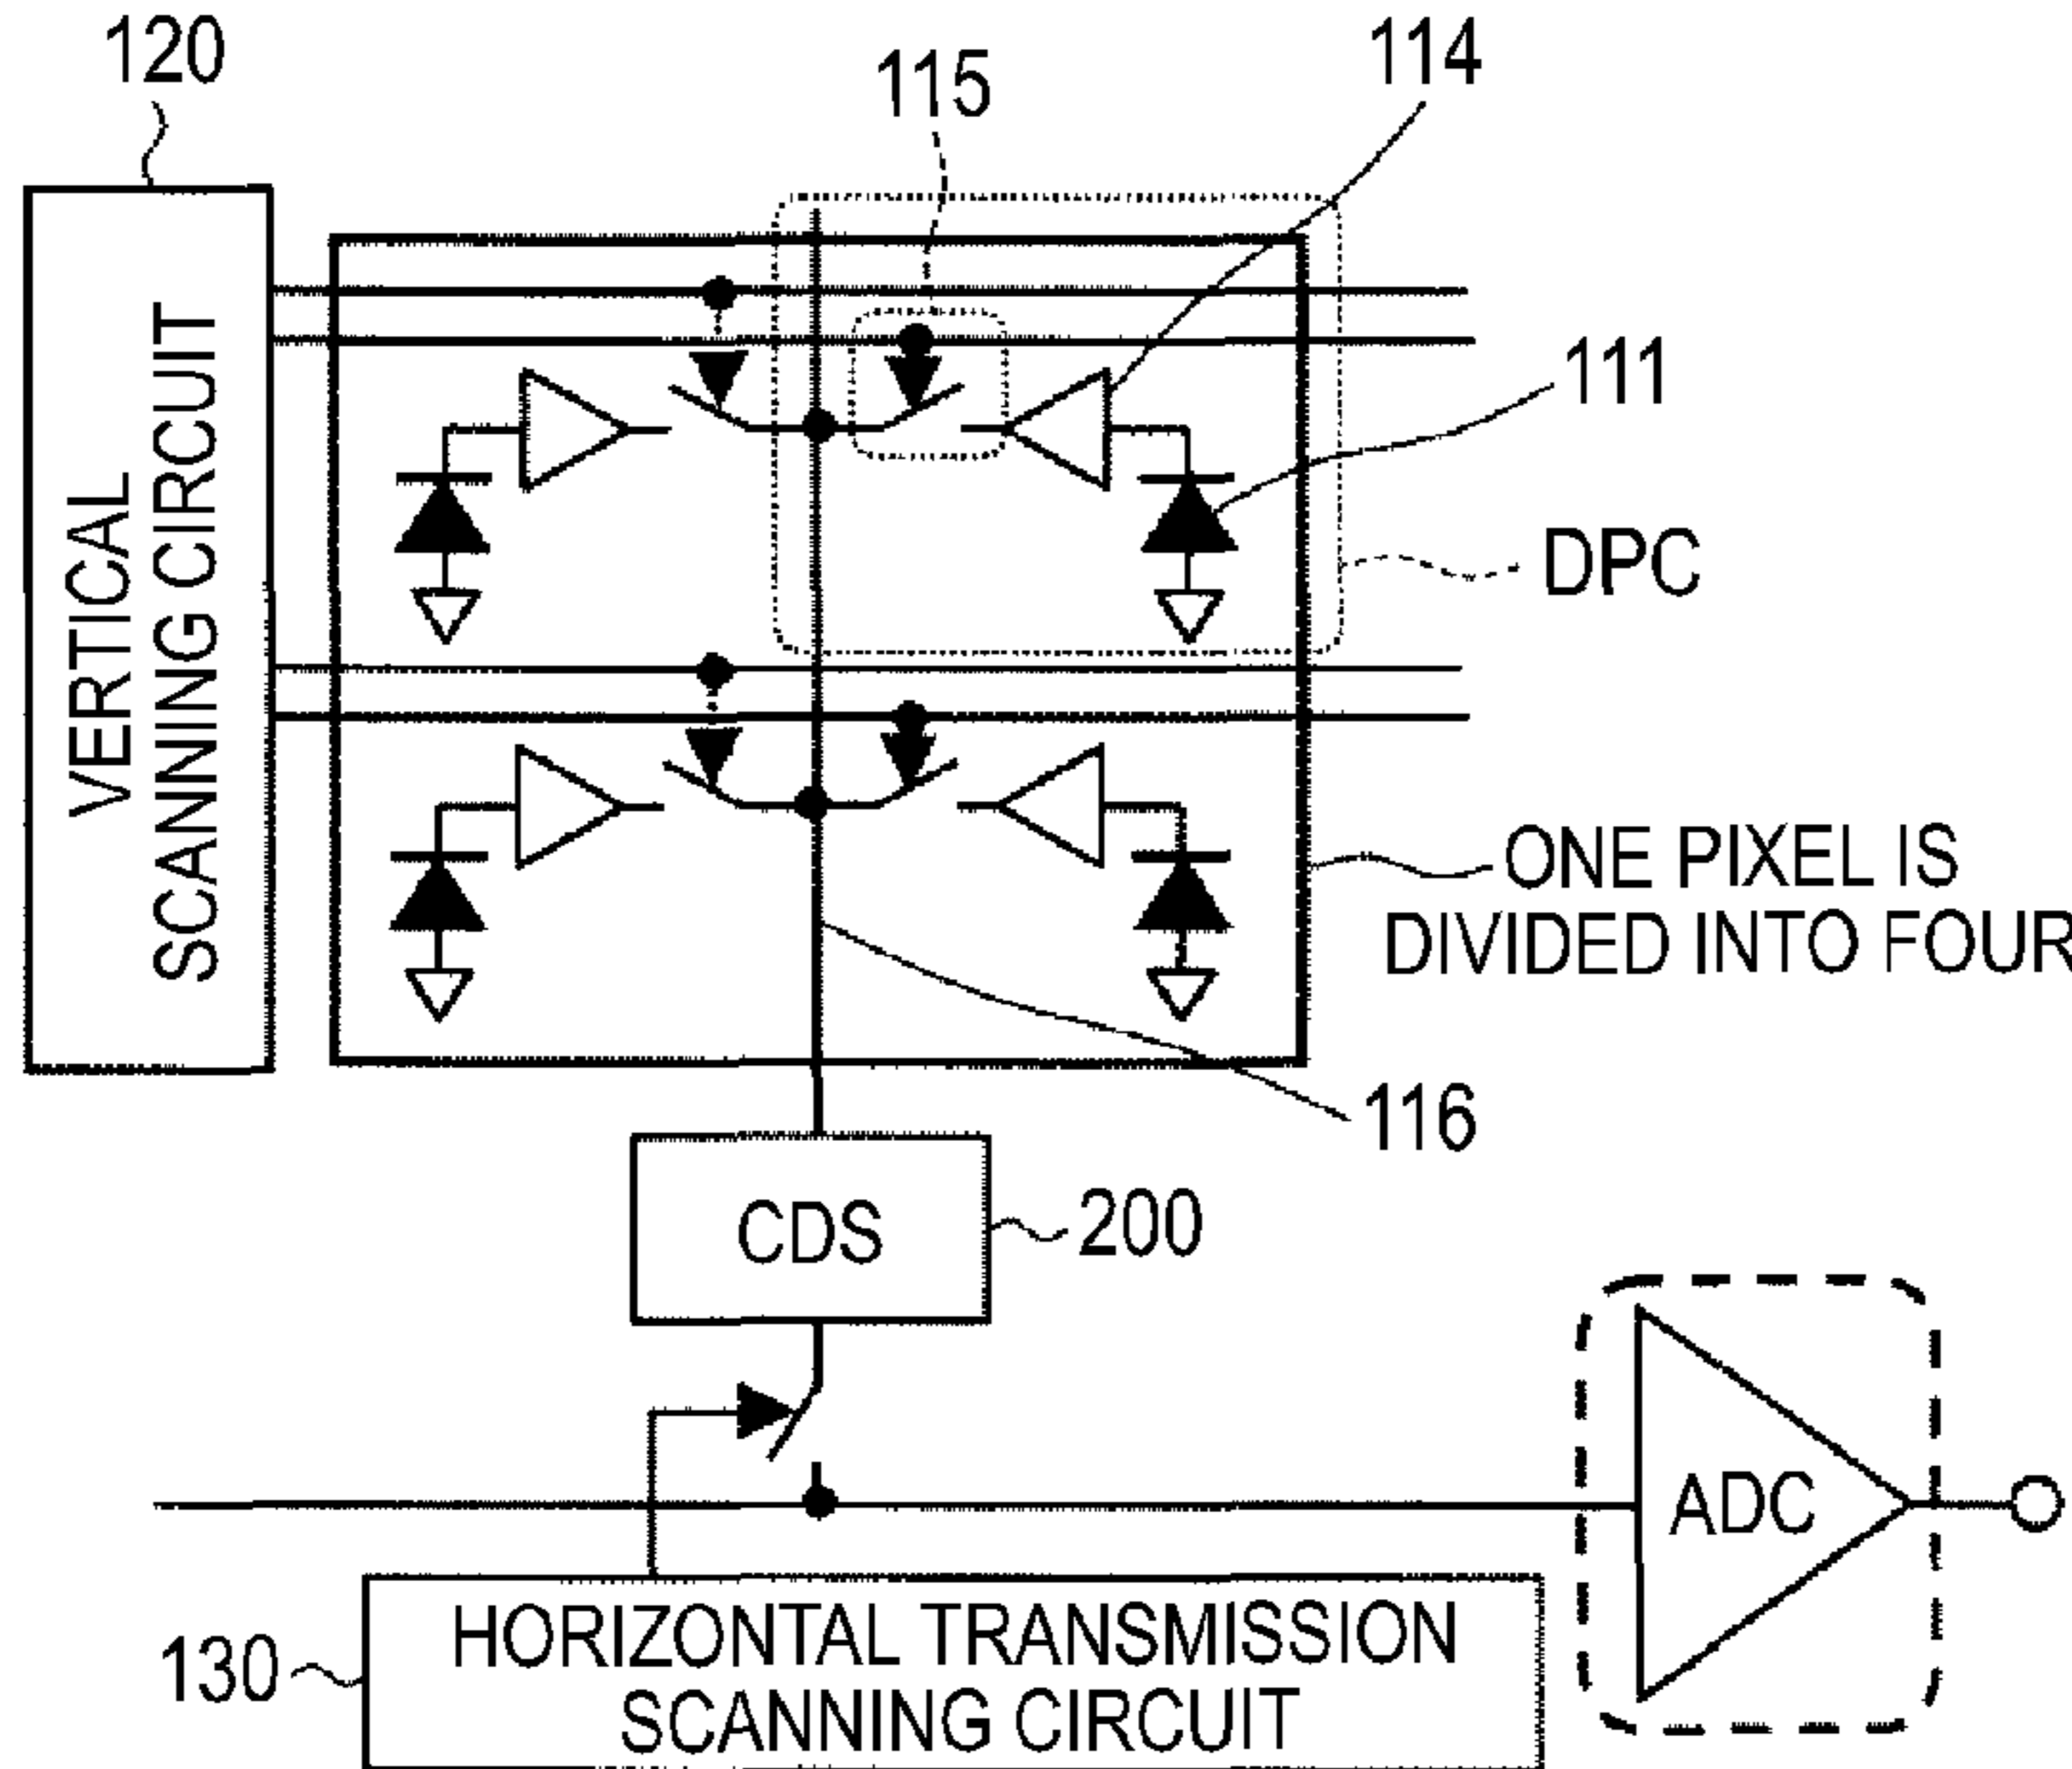 120
115
114
111
VERTICAL
SCANNING CIRCUIT
DPC
ONE PIXEL IS
DIVIDED INTO FOUR
116
CDS
200
ADC
130
HORIZONTAL TRANSMISSION
SCANNING CIRCUIT